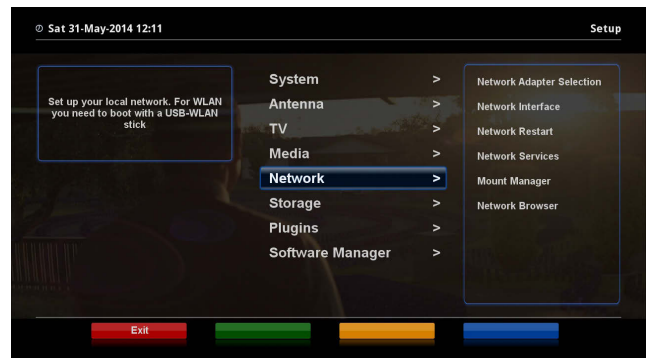 Sat 31-May-2014 12:11
Setup
Set up your local network. For WLAN
you need to boot with a USB-WLAN
stick
System >
Antenna >
TV >
Media >
Network >
Storage >
Plugins >
Software Manager >
Network Adapter Selection
Network Interface
Network Restart
Network Services
Mount Manager
Network Browser
Exit